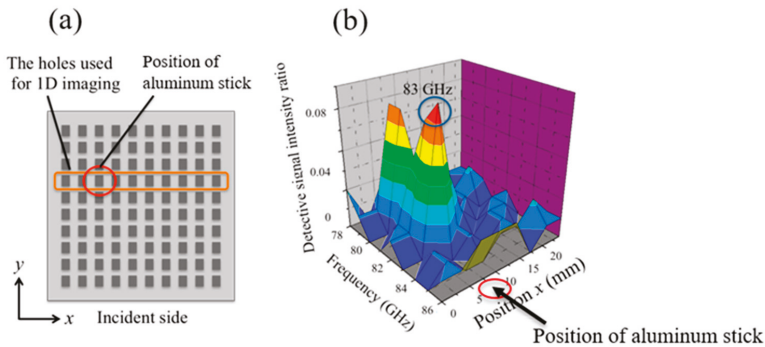 (a)
The holes used
for 1D imaging
Position of
aluminum stick
y
x
Incident side
(b)
83 GHz
Detective signal intensity ratio
0.08
0.04
0
78
80
82
84
86
Frequency (GHz)
0
5
10
15
20
Position x (mm)
Position of aluminum stick